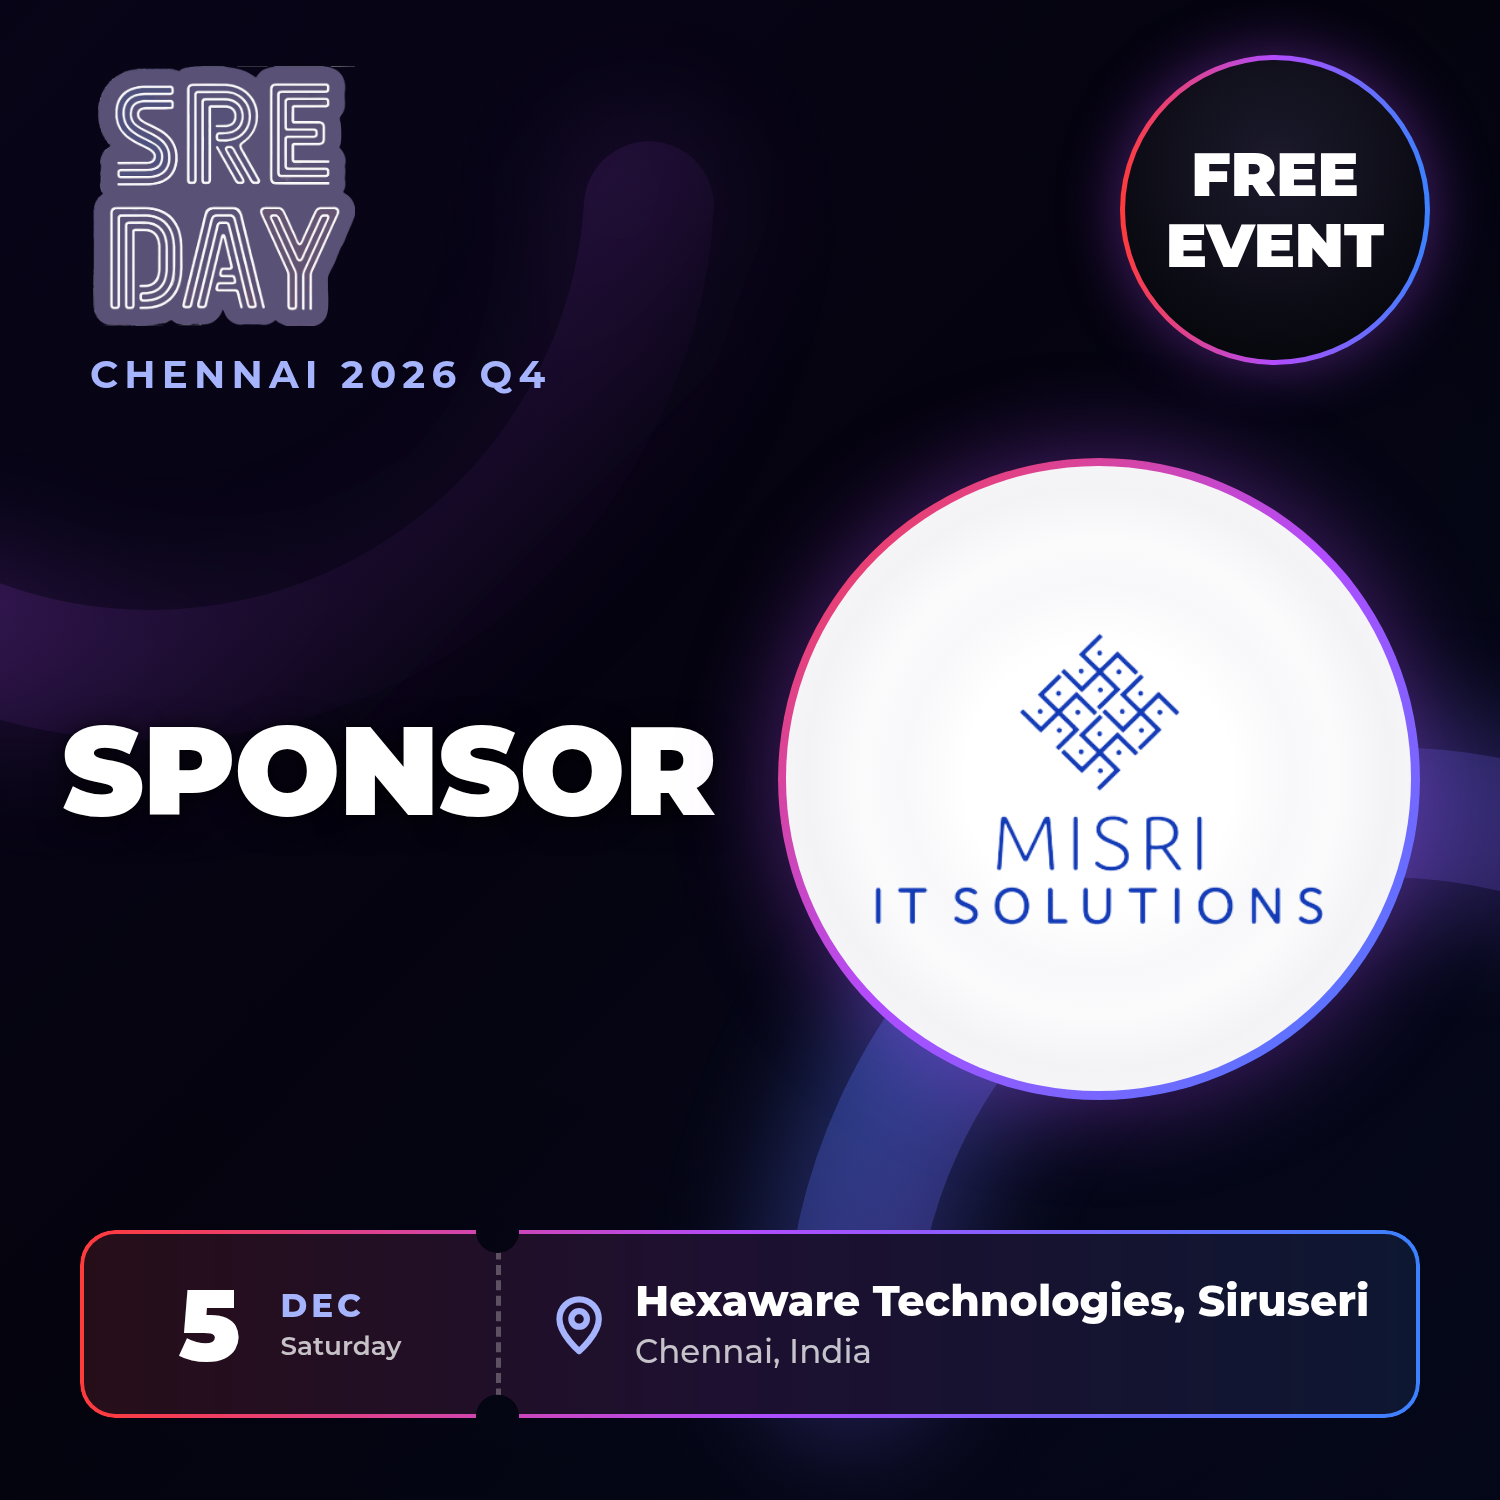 SRE
DAY
CHENNAI 2026 Q4
FREE
EVENT
SPONSOR
MISRI
IT SOLUTIONS
5
DEC
Saturday
Hexaware Technologies, Siruseri
Chennai, India